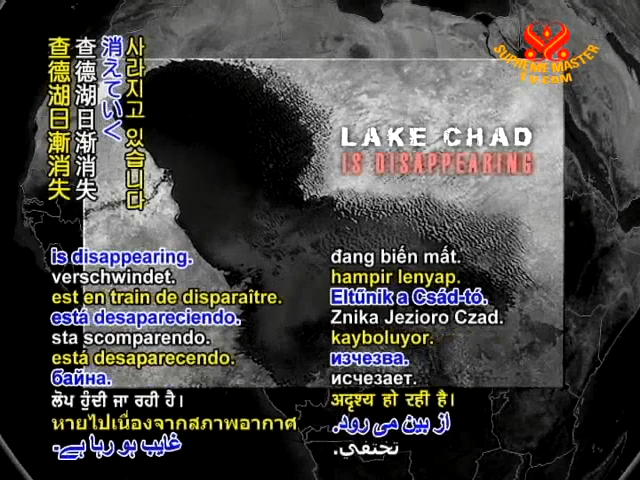 SUPREME MASTER
TV.COM
LAKE CHAD
IS DISAPPEARING
사라지고 있습니다
消えていく
查德湖日漸消失
查德湖日漸消失
is disappearing.
verschwindet.
est en train de disparaître.
está desapareciendo.
sta scomparendo.
está desaparecendo.
байна.
ਲੋਪ ਹੁੰਦੀ ਜਾ ਰਹੀ ਹੈ।
หายไปเนื่องจากสภาพอากาศ
غایب ہو رہا ہے۔
đang biến mất.
hampir lenyap.
Eltűnik a Csád-tó.
Znika Jezioro Czad.
kayboluyor.
изчезва.
исчезает.
अदृश्य हो रही है।
از بین می رود.
تختفي.